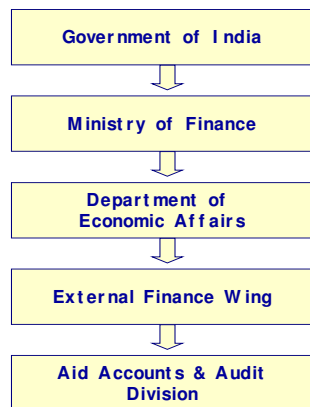 Government of India
Ministry of Finance
Department of
Economic Affairs
External Finance Wing
Aid Accounts & Audit
Division